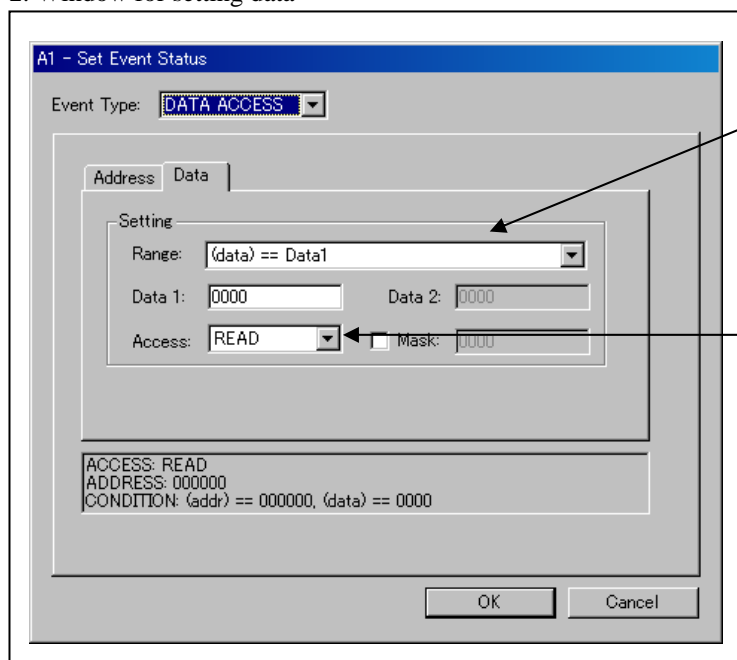 2. Window for setting data
A1 - Set Event Status
Event Type: DATA ACCESS
Address Data
Setting
Range: (data) == Data1
Data 1: 0000 Data 2: 0000
Access: READ Mask: 0000
ACCESS: READ
ADDRESS: 000000
CONDITION: (addr) == 000000, (data) == 0000
OK Cancel